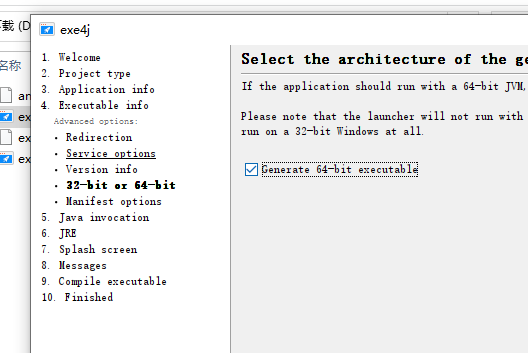 载 (D
exe4j
名称
an
ex
ex
ex
1. Welcome
2. Project type
3. Application info
4. Executable info
Advanced options:
• Redirection
• Service options
• Version info
• 32-bit or 64-bit
• Manifest options
5. Java invocation
6. JRE
7. Splash screen
8. Messages
9. Compile executable
10. Finished
Select the architecture of the ge
If the application should run with a 64-bit JVM,
Please note that the launcher will not run with
run on a 32-bit Windows at all.
Generate 64-bit executable